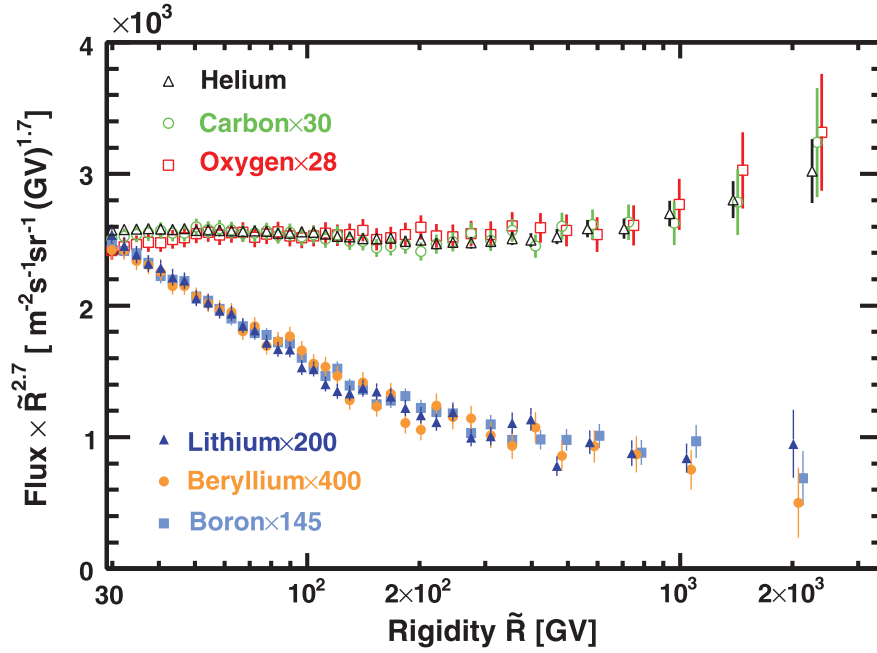 ×10³
4
3
2
1
0
Flux × R̃^2.7 [ m⁻²s⁻¹sr⁻¹ (GV)^1.7 ]
Helium
Carbon×30
Oxygen×28
Lithium×200
Beryllium×400
Boron×145
30 10² 2×10² 10³ 2×10³
Rigidity R̃ [GV]